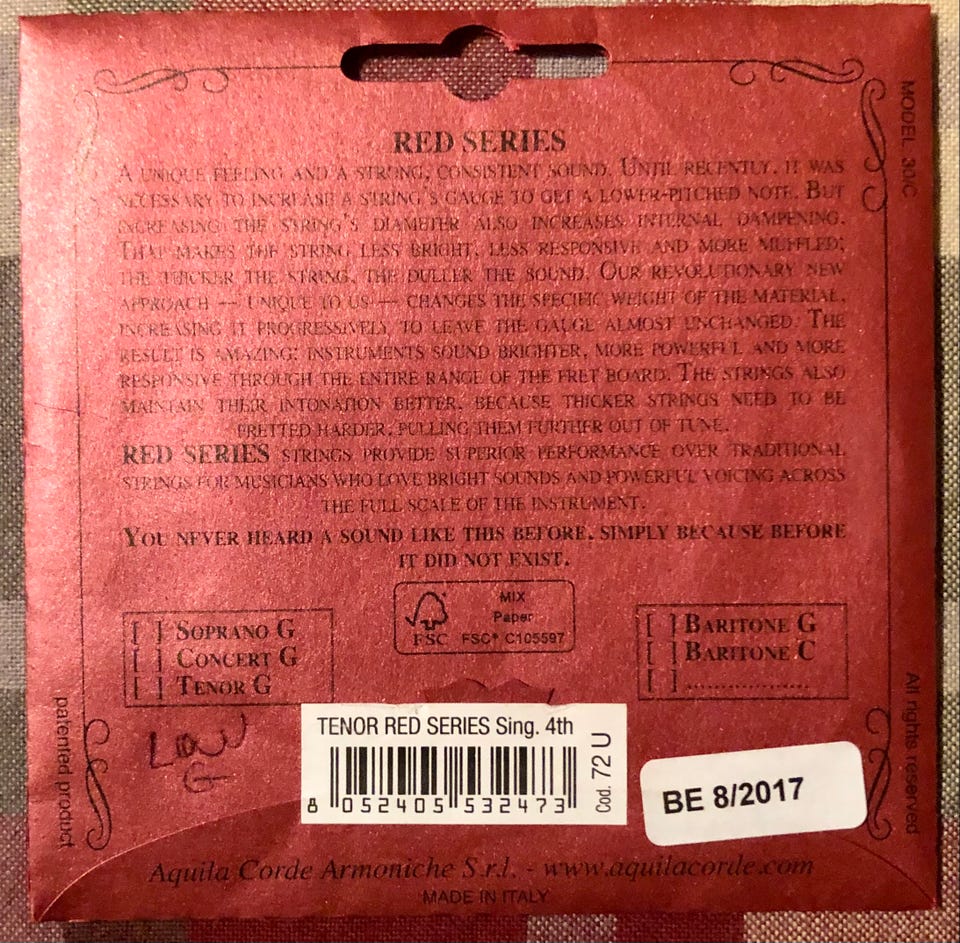 RED SERIES
A UNIQUE FEELING AND A STRONG, CONSISTENT SOUND. UNTIL RECENTLY, IT WAS
NECESSARY TO INCREASE A STRING'S GAUGE TO GET A LOWER-PITCHED NOTE. BUT
INCREASING THE STRING'S DIAMETER ALSO INCREASES INTERNAL DAMPENING.
THAT MAKES THE STRING LESS BRIGHT, LESS RESPONSIVE AND MORE MUFFLED;
THE THICKER THE STRING, THE DULLER THE SOUND. OUR REVOLUTIONARY NEW
APPROACH — UNIQUE TO US — CHANGES THE SPECIFIC WEIGHT OF THE MATERIAL,
INCREASING IT PROGRESSIVELY TO LEAVE THE GAUGE ALMOST UNCHANGED. THE
RESULT IS AMAZING: INSTRUMENTS SOUND BRIGHTER, MORE POWERFUL AND MORE
RESPONSIVE THROUGH THE ENTIRE RANGE OF THE FRET BOARD. THE STRINGS ALSO
MAINTAIN THEIR INTONATION BETTER, BECAUSE THICKER STRINGS NEED TO BE
FRETTED HARDER, PULLING THEM FURTHER OUT OF TUNE.
RED SERIES STRINGS PROVIDE SUPERIOR PERFORMANCE OVER TRADITIONAL
STRINGS FOR MUSICIANS WHO LOVE BRIGHT SOUNDS AND POWERFUL VOICING ACROSS
THE FULL SCALE OF THE INSTRUMENT.
YOU NEVER HEARD A SOUND LIKE THIS BEFORE, SIMPLY BECAUSE BEFORE
IT DID NOT EXIST.
MODEL 30C
FSC
MIX
Paper
FSC® C105597
[ ] SOPRANO G
[ ] CONCERT G
[ ] TENOR G
[ ] BARITONE G
[ ] BARITONE C
[ ] ..................
LOW
G
TENOR RED SERIES Sing. 4th
8 052405 532473
Cod. 72 U
BE 8/2017
patented product
All rights reserved
Aquila Corde Armoniche S.r.l. - www.aquilacorde.com
MADE IN ITALY